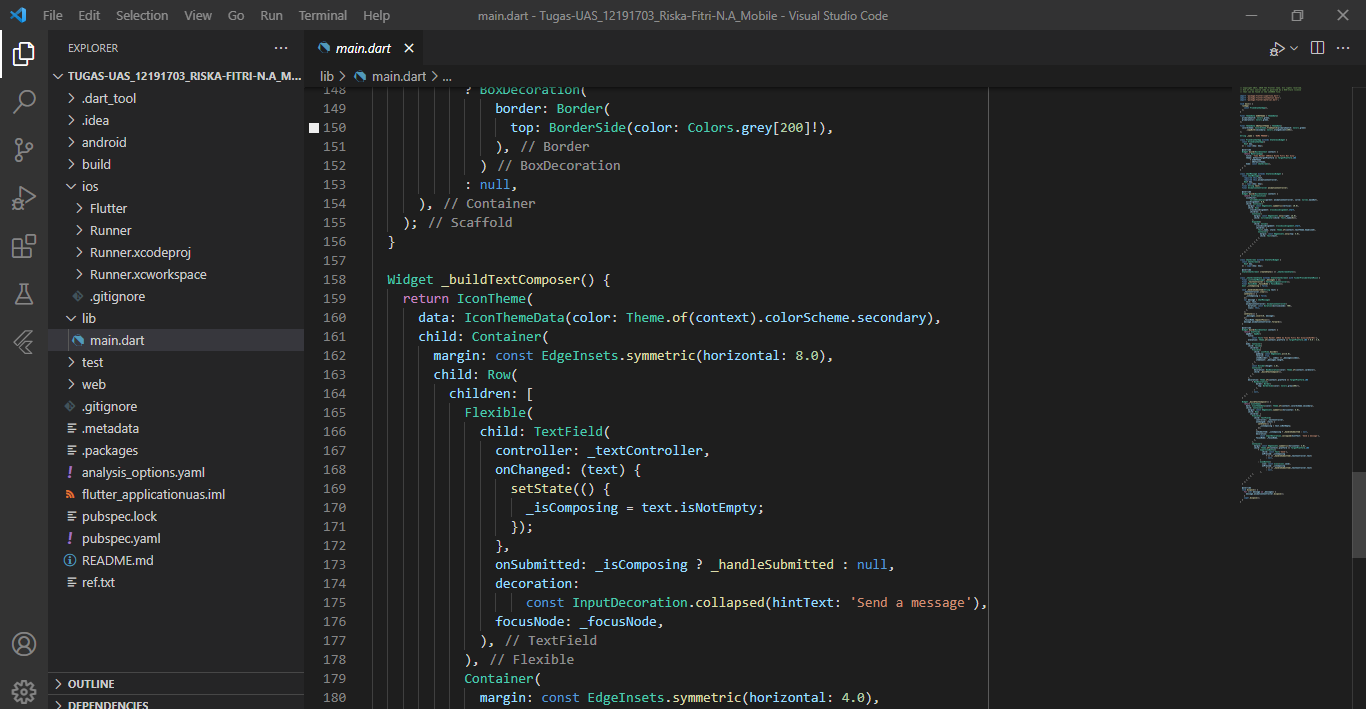 File Edit Selection View Go Run Terminal Help
main.dart - Tugas-UAS_12191703_Riska-Fitri-N.A_Mobile - Visual Studio Code
EXPLORER
TUGAS-UAS_12191703_RISKA-FITRI-N.A_M...
.dart_tool
.idea
android
build
ios
Flutter
Runner
Runner.xcodeproj
Runner.xcworkspace
.gitignore
lib
main.dart
test
web
.gitignore
.metadata
.packages
analysis_options.yaml
flutter_applicationuas.iml
pubspec.lock
pubspec.yaml
README.md
ref.txt
OUTLINE
DEPENDENCIES
main.dart
lib > main.dart > ...
148 ? BoxDecoration(
149 border: Border(
150 top: BorderSide(color: Colors.grey[200]!),
151 ), // Border
152 ) // BoxDecoration
153 : null,
154 ), // Container
155 ); // Scaffold
156 }
157
158 Widget _buildTextComposer() {
159 return IconTheme(
160 data: IconThemeData(color: Theme.of(context).colorScheme.secondary),
161 child: Container(
162 margin: const EdgeInsets.symmetric(horizontal: 8.0),
163 child: Row(
164 children: [
165 Flexible(
166 child: TextField(
167 controller: _textController,
168 onChanged: (text) {
169 setState(() {
170 _isComposing = text.isNotEmpty;
171 });
172 },
173 onSubmitted: _isComposing ? _handleSubmitted : null,
174 decoration:
175 const InputDecoration.collapsed(hintText: 'Send a message'),
176 focusNode: _focusNode,
177 ), // TextField
178 ), // Flexible
179 Container(
180 margin: const EdgeInsets.symmetric(horizontal: 4.0),